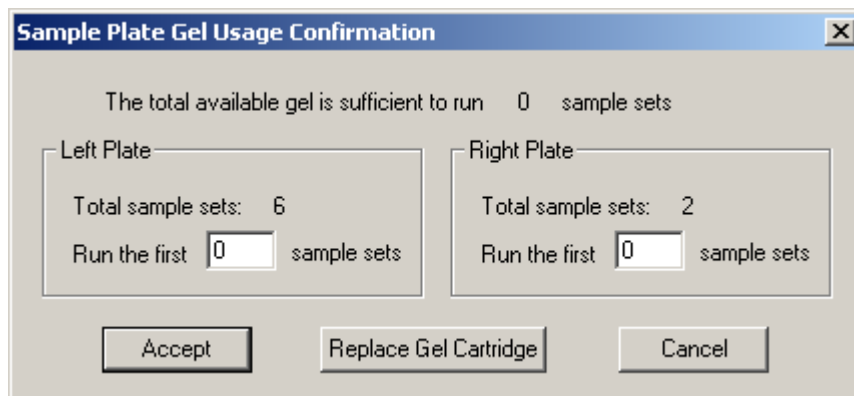 Sample Plate Gel Usage Confirmation
The total available gel is sufficient to run 0 sample sets
Left Plate
Total sample sets: 6
Run the first 0 sample sets
Right Plate
Total sample sets: 2
Run the first 0 sample sets
Accept
Replace Gel Cartridge
Cancel